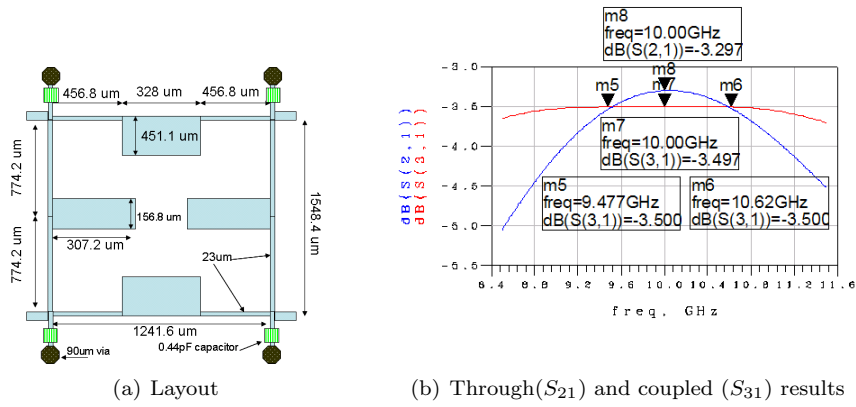 456.8 um
328 um
456.8 um
451.1 um
774.2 um
156.8 um
307.2 um
774.2 um
23um
1548.4 um
1241.6 um
90um via
0.44pF capacitor
(a) Layout
m8
freq=10.00GHz
dB(S(2,1))=-3.297
m5
m8
m6
m7
freq=10.00GHz
dB(S(3,1))=-3.497
m5
freq=9.477GHz
dB(S(3,1))=-3.500
m6
freq=10.62GHz
dB(S(3,1))=-3.500
dB(S(2,1))
dB(S(3,1))
-3.0
-3.5
-4.0
-4.5
-5.0
-5.5
8.4 8.8 9.2 9.6 10.0 10.4 10.8 11.2 11.6
freq, GHz
(b) Through(S21) and coupled (S31) results